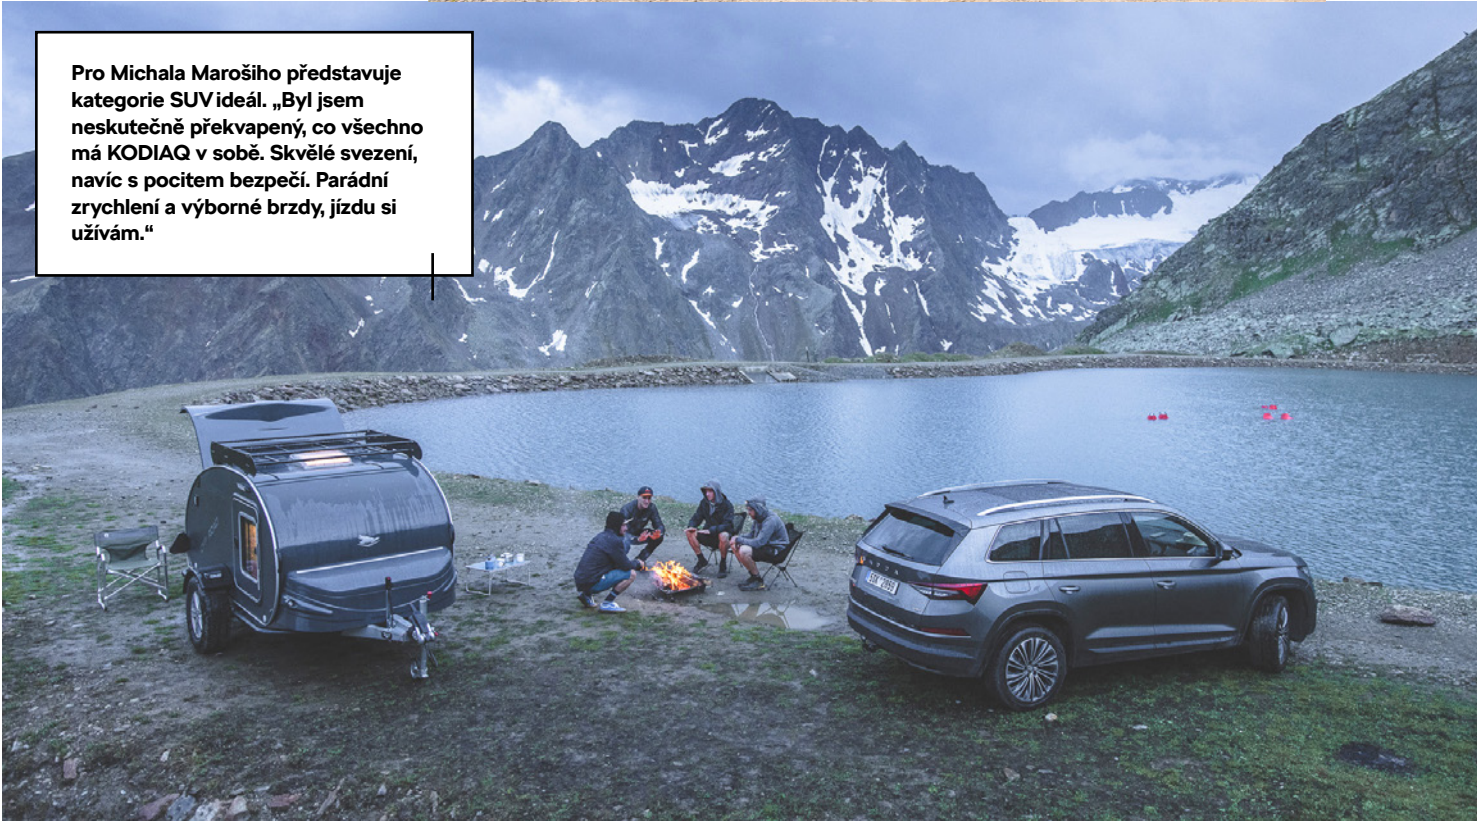 Pro Michala Marošiho představuje
kategorie SUV ideál. „Byl jsem
neskutečně překvapený, co všechno
má KODIAQ v sobě. Skvělé svezení,
navíc s pocitem bezpečí. Parádní
zrychlení a výborné brzdy, jízdu si
užívám.“